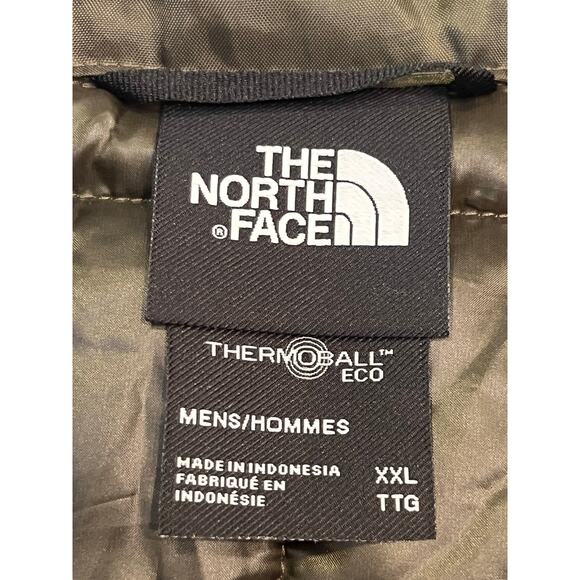 THE
NORTH
® FACE
THERMOBALL™
ECO
MENS/HOMMES
MADE IN INDONESIA XXL
FABRIQUÉ EN
INDONÉSIE TTG